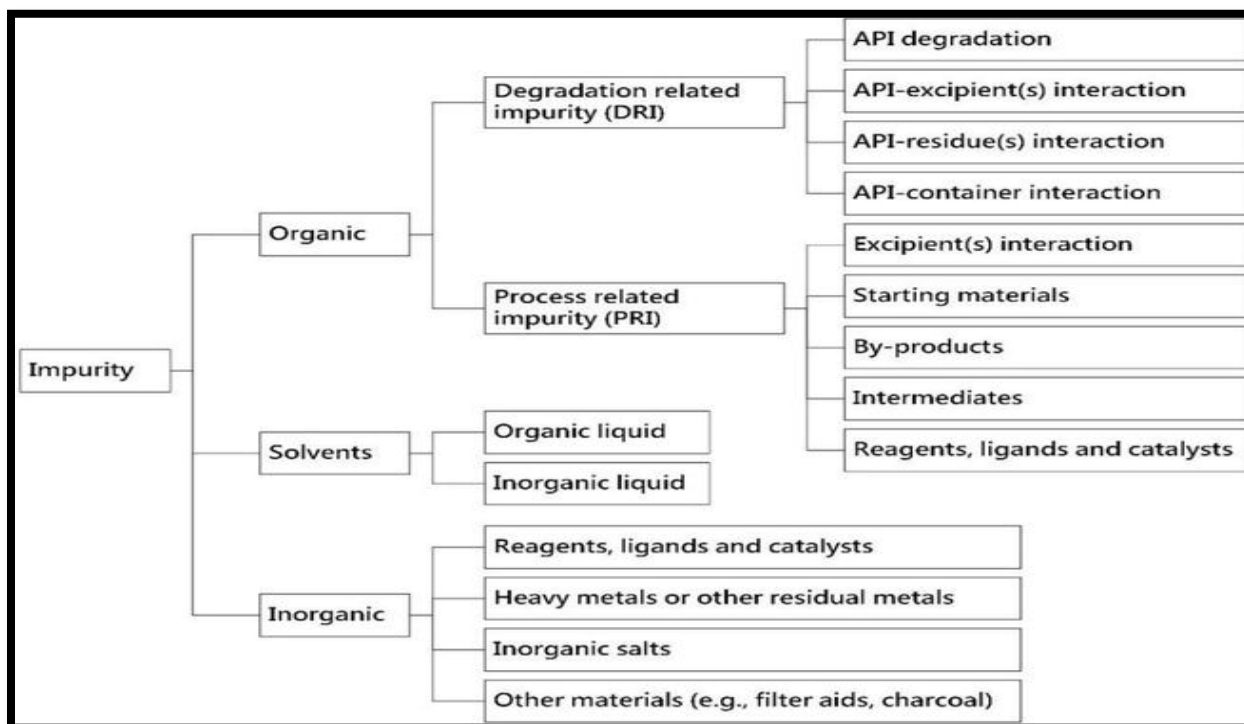 Impurity
Organic
Degradation related
impurity (DRI)
API degradation
API-excipient(s) interaction
API-residue(s) interaction
API-container interaction
Process related
impurity (PRI)
Excipient(s) interaction
Starting materials
By-products
Intermediates
Reagents, ligands and catalysts
Solvents
Organic liquid
Inorganic liquid
Inorganic
Reagents, ligands and catalysts
Heavy metals or other residual metals
Inorganic salts
Other materials (e.g., filter aids, charcoal)